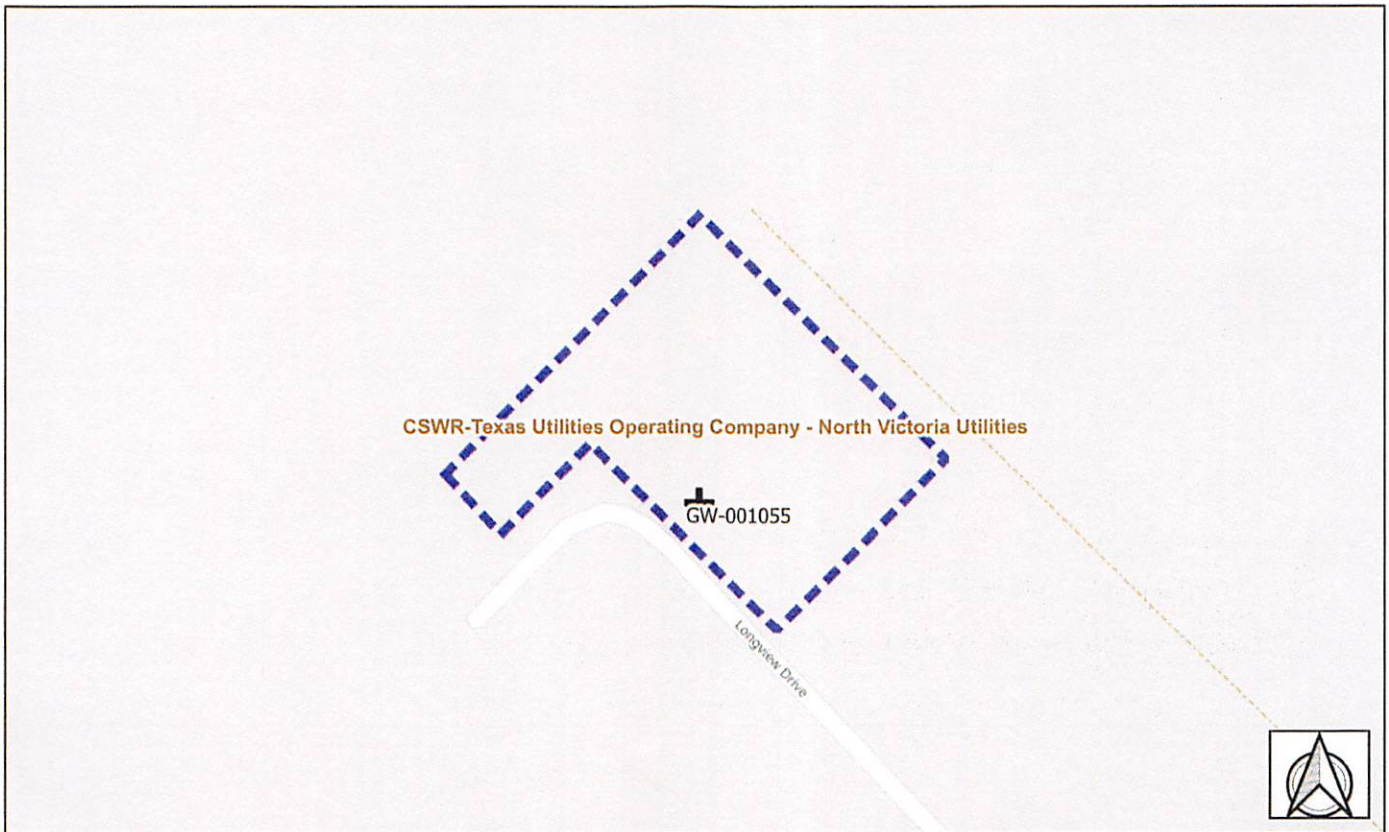 CSWR-Texas Utilities Operating Company - North Victoria Utilities
GW-001055
Longview Drive